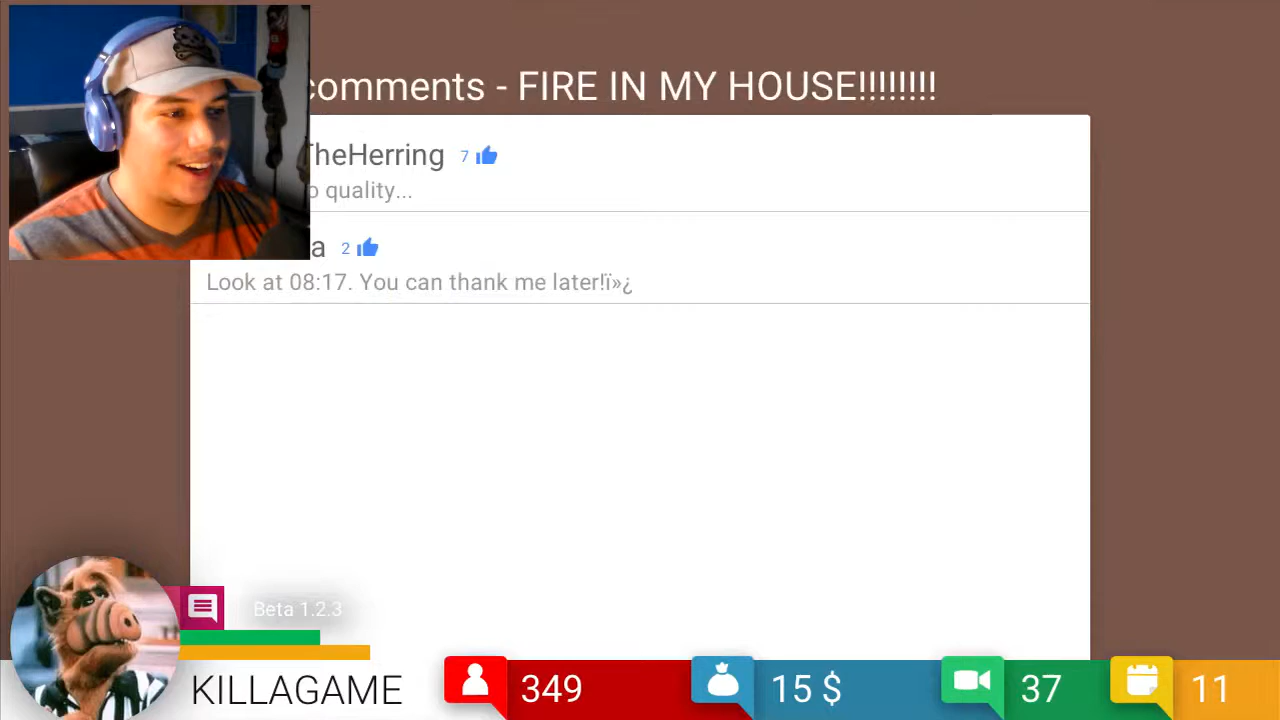 comments - FIRE IN MY HOUSE!!!!!!!!
TheHerring 7
quality...
2
Look at 08:17. You can thank me later!ï»¿
Beta 1.2.3
KILLAGAME
349
15 $
37
11